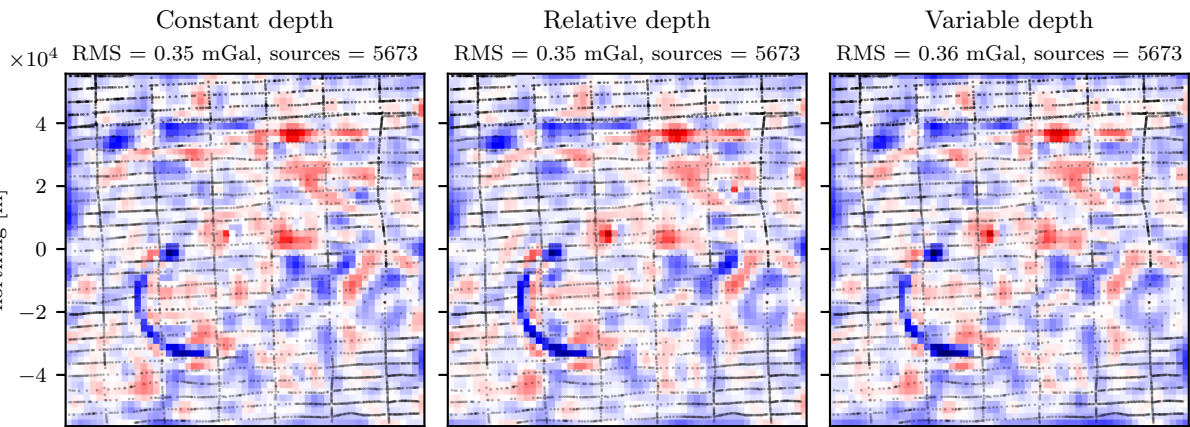 Constant depth
Relative depth
Variable depth
×10⁴
RMS = 0.35 mGal, sources = 5673
RMS = 0.35 mGal, sources = 5673
RMS = 0.36 mGal, sources = 5673
4
2
0
−2
−4